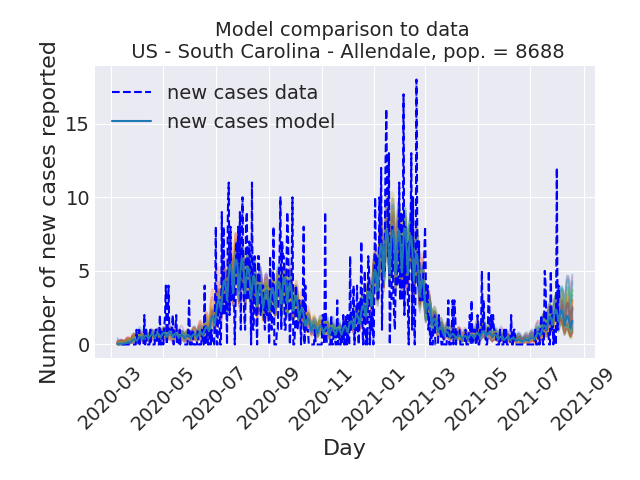 Model comparison to data
US - South Carolina - Allendale, pop. = 8688
new cases data
new cases model
Number of new cases reported
15
10
5
0
2020-03
2020-05
2020-07
2020-09
2020-11
2021-01
2021-03
2021-05
2021-07
2021-09
Day